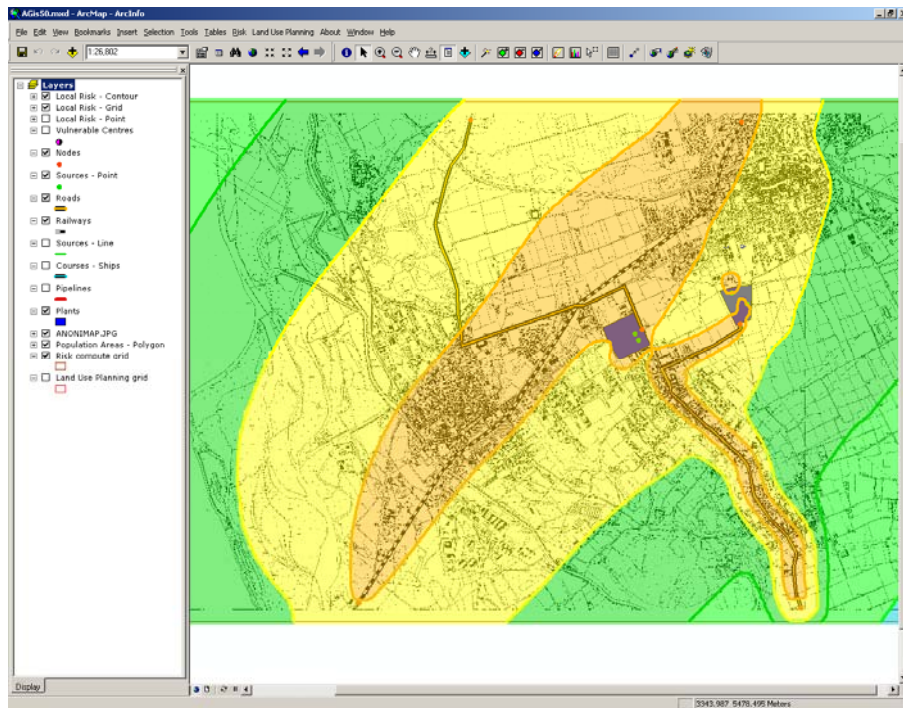 AGis50.mxd - ArcMap - ArcInfo
File Edit View Bookmarks Insert Selection Tools Tables Risk Land Use Planning About Window Help
1:26,802
Layers
Local Risk - Contour
Local Risk - Grid
Local Risk - Point
Vulnerable Centres
Nodes
Sources - Point
Roads
Railways
Sources - Line
Courses - Ships
Pipelines
Plants
ANONIMAP.JPG
Population Areas - Polygon
Risk compute grid
Land Use Planning grid
Display
3343.987 5478.495 Meters